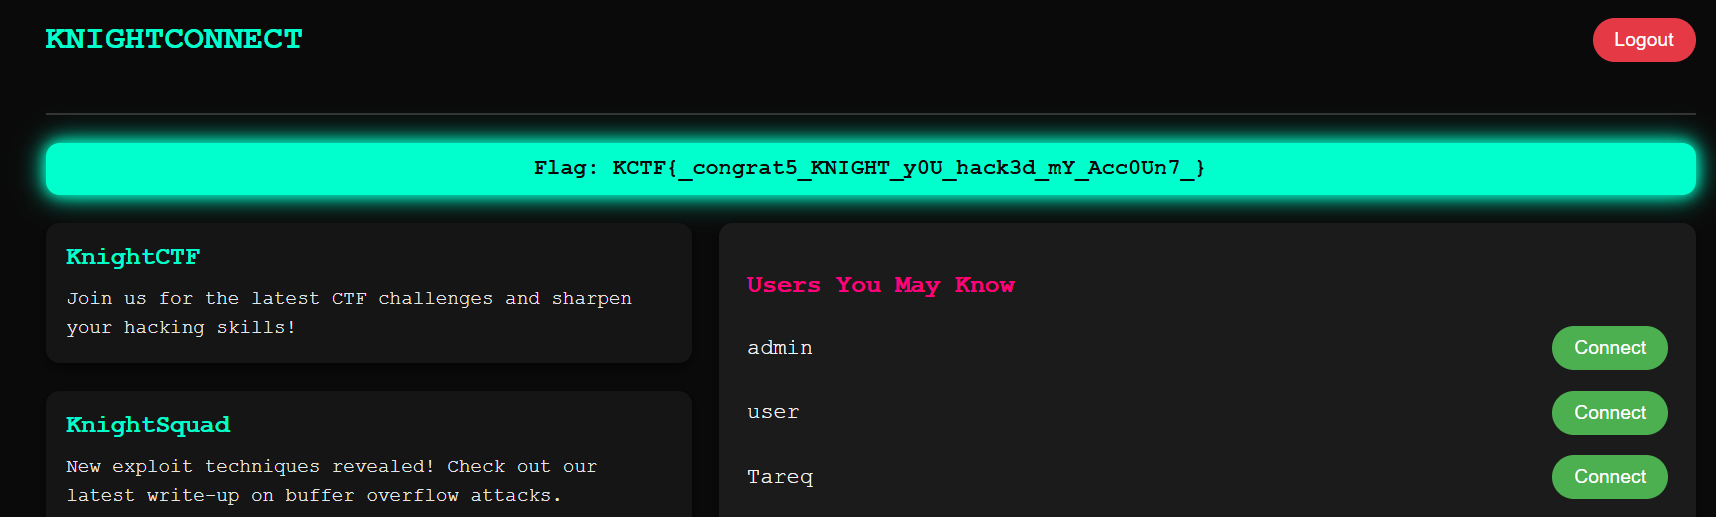 KNIGHTCONNECT
Logout
Flag: KCTF{_congrat5_KNIGHT_y0U_hack3d_mY_Acc0Un7_}
KnightCTF
Join us for the latest CTF challenges and sharpen
your hacking skills!
KnightSquad
New exploit techniques revealed! Check out our
latest write-up on buffer overflow attacks.
Users You May Know
admin
Connect
user
Connect
Tareq
Connect